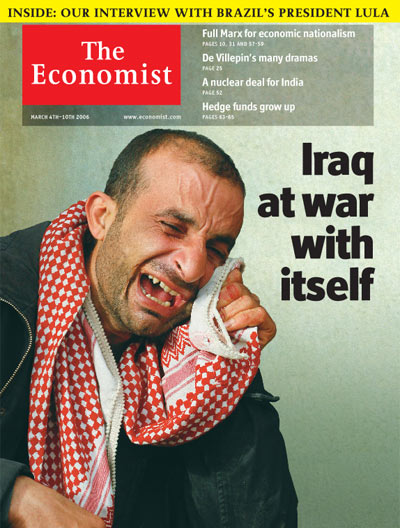 INSIDE: OUR INTERVIEW WITH BRAZIL'S PRESIDENT LULA
The
Economist
MARCH 4TH–10TH 2006
www.economist.com
Full Marx for economic nationalism
PAGES 10, 31 AND 57-59
De Villepin's many dramas
PAGE 25
A nuclear deal for India
PAGE 52
Hedge funds grow up
PAGES 63-65
Iraq
at war
with
itself